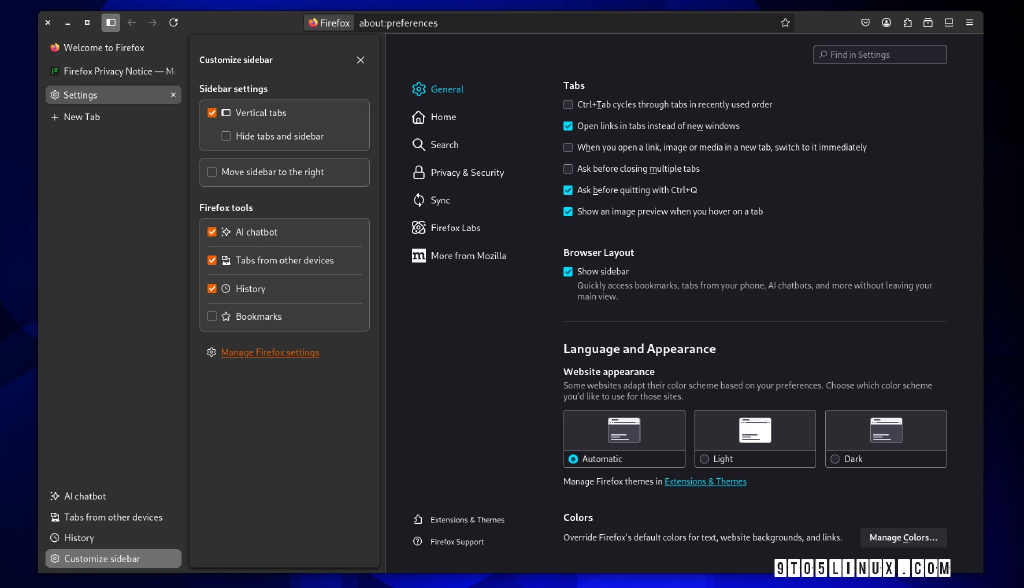 Firefox about:preferences
Welcome to Firefox
Firefox Privacy Notice — M
Settings
New Tab
AI chatbot
Tabs from other devices
History
Customize sidebar
Customize sidebar
Sidebar settings
Vertical tabs
Hide tabs and sidebar
Move sidebar to the right
Firefox tools
AI chatbot
Tabs from other devices
History
Bookmarks
Manage Firefox settings
Find in Settings
General
Home
Search
Privacy & Security
Sync
Firefox Labs
More from Mozilla
Extensions & Themes
Firefox Support
Tabs
Ctrl+Tab cycles through tabs in recently used order
Open links in tabs instead of new windows
When you open a link, image or media in a new tab, switch to it immediately
Ask before closing multiple tabs
Ask before quitting with Ctrl+Q
Show an image preview when you hover on a tab
Browser Layout
Show sidebar
Quickly access bookmarks, tabs from your phone, AI chatbots, and more without leaving your
main view.
Language and Appearance
Website appearance
Some websites adapt their color scheme based on your preferences. Choose which color scheme
you'd like to use for those sites.
Automatic
Light
Dark
Manage Firefox themes in Extensions & Themes
Colors
Override Firefox's default colors for text, website backgrounds, and links.
Manage Colors...
9TO5LINUX.COM